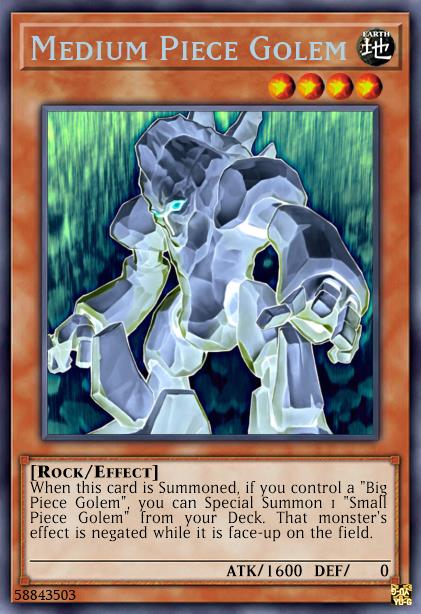 MEDIUM PIECE GOLEM
EARTH
地
[ROCK/EFFECT]
When this card is Summoned, if you control a "Big
Piece Golem", you can Special Summon 1 "Small
Piece Golem" from your Deck. That monster's
effect is negated while it is face-up on the field.
ATK/1600 DEF/ 0
58843503